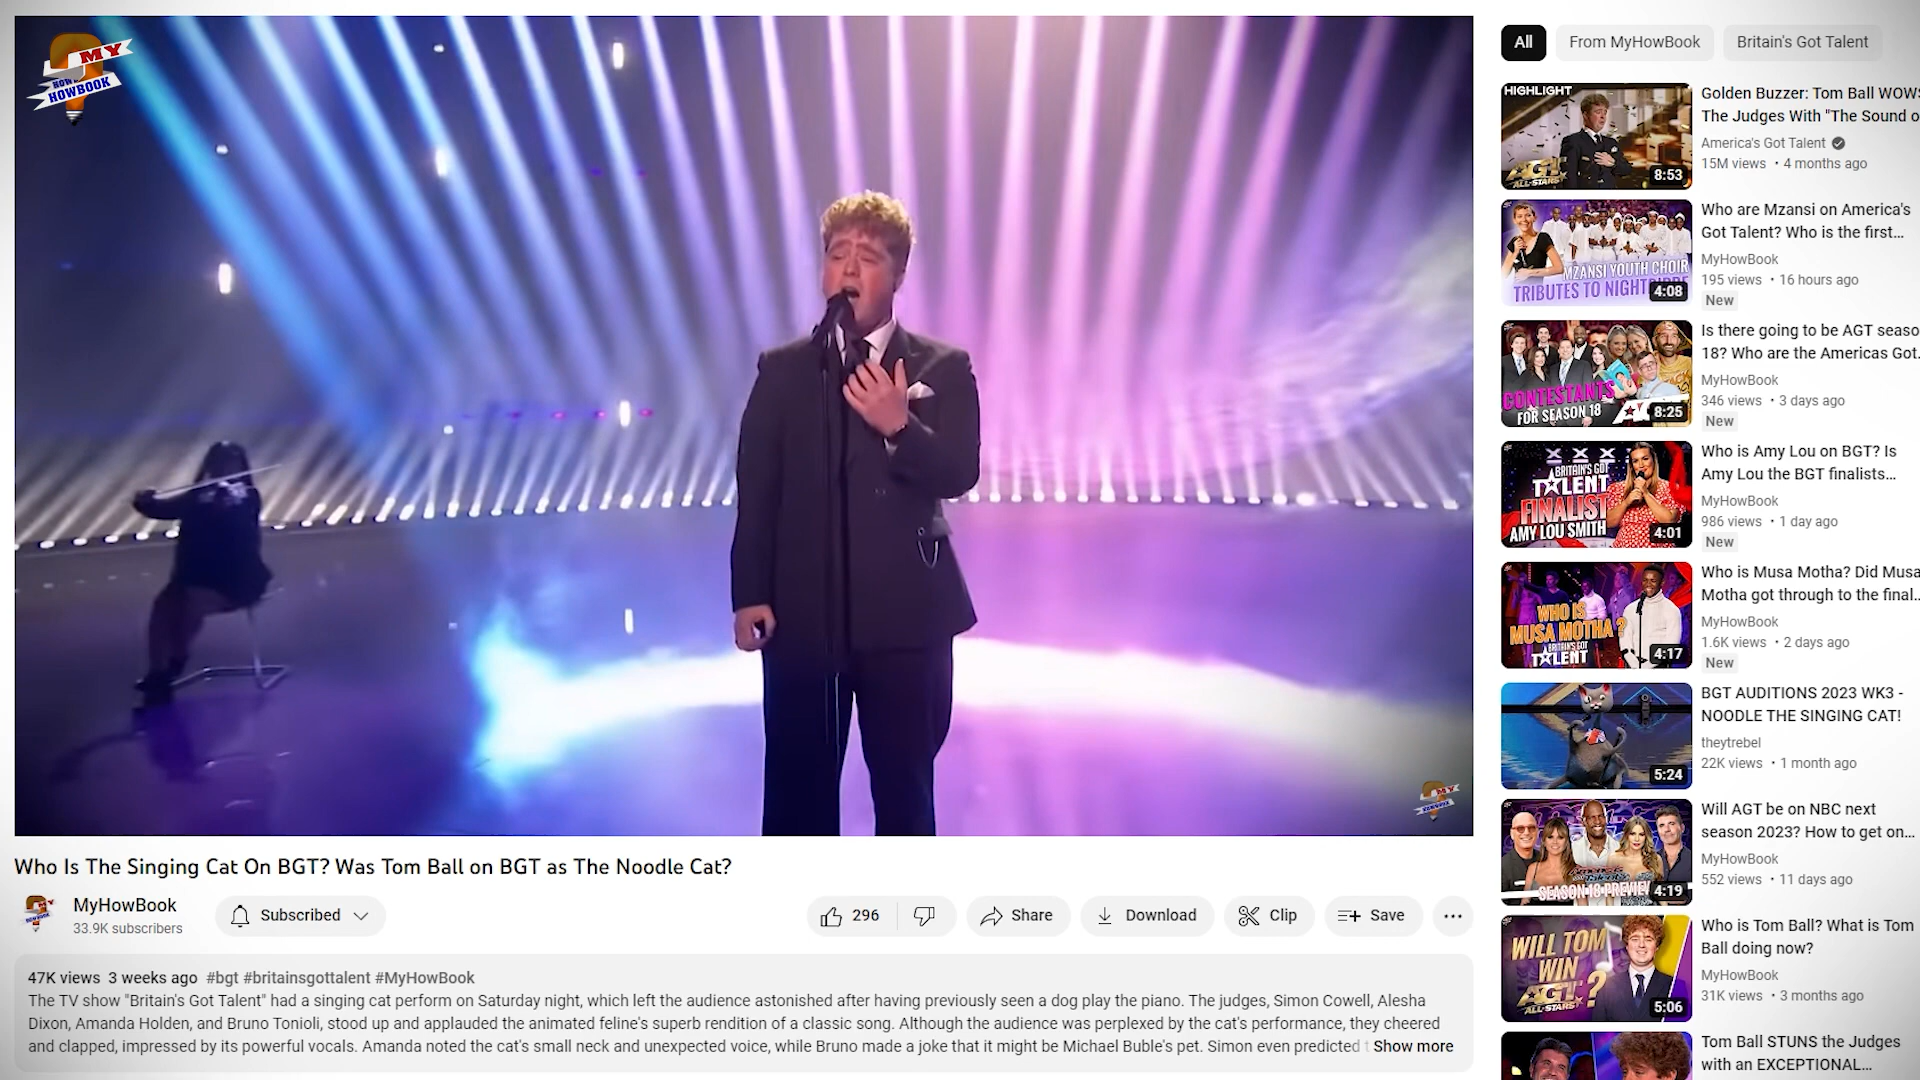 MY
HOW
HOWBOOK
All
From MyHowBook
Britain's Got Talent
HIGHLIGHT
AGT
ALL-STARS
8:53
Golden Buzzer: Tom Ball WOWS
The Judges With "The Sound o
America's Got Talent
15M views • 4 months ago
MZANSI YOUTH CHOIR
TRIBUTES TO
4:08
Who are Mzansi on America's
Got Talent? Who is the first...
MyHowBook
195 views • 16 hours ago
New
CONTESTANTS
FOR SEASON 18
8:25
Is there going to be AGT seaso
18? Who are the Americas Got.
MyHowBook
346 views • 3 days ago
New
X X X
BRITAIN'S GOT
TALENT
FINALIST
AMY LOU SMITH
4:01
Who is Amy Lou on BGT? Is
Amy Lou the BGT finalists...
MyHowBook
986 views • 1 day ago
New
WHO IS
MUSA MOTHA ?
BRITAIN'S GOT
TALENT
4:17
Who is Musa Motha? Did Musa
Motha got through to the final..
MyHowBook
1.6K views • 2 days ago
New
5:24
BGT AUDITIONS 2023 WK3 -
NOODLE THE SINGING CAT!
theytrebel
22K views • 1 month ago
SEASON 18 PREVIEW
4:19
Will AGT be on NBC next
season 2023? How to get on...
MyHowBook
552 views • 11 days ago
WILL TOM
WIN
AGT ?
ALL-STARS
5:06
Who is Tom Ball? What is Tom
Ball doing now?
MyHowBook
31K views • 3 months ago
Tom Ball STUNS the Judges
with an EXCEPTIONAL...
MY
HOWBOOK
Who Is The Singing Cat On BGT? Was Tom Ball on BGT as The Noodle Cat?
MyHowBook
33.9K subscribers
Subscribed
296
Share
Download
Clip
Save
47K views 3 weeks ago #bgt #britainsgottalent #MyHowBook
The TV show "Britain's Got Talent" had a singing cat perform on Saturday night, which left the audience astonished after having previously seen a dog play the piano. The judges, Simon Cowell, Alesha
Dixon, Amanda Holden, and Bruno Tonioli, stood up and applauded the animated feline's superb rendition of a classic song. Although the audience was perplexed by the cat's performance, they cheered
and clapped, impressed by its powerful vocals. Amanda noted the cat's small neck and unexpected voice, while Bruno made a joke that it might be Michael Buble's pet. Simon even predicted t Show more